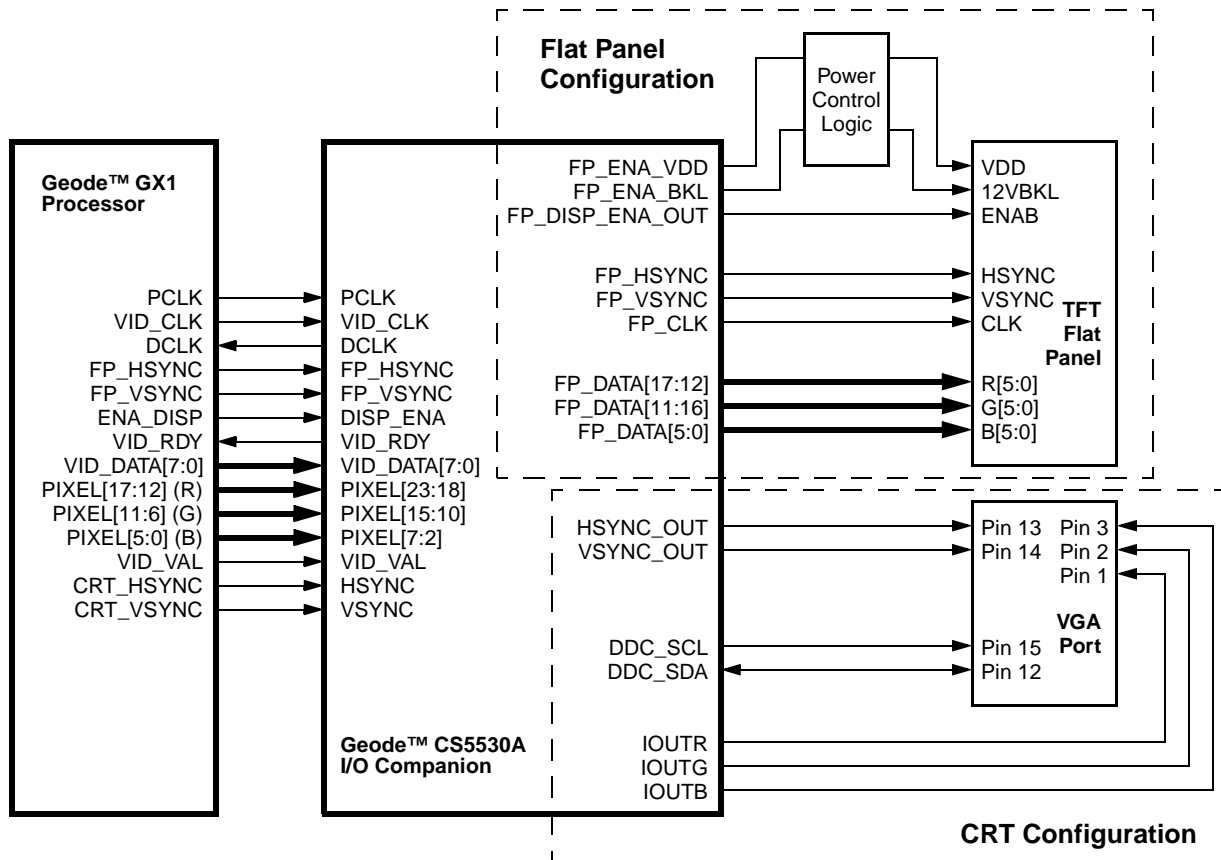 Flat Panel
Configuration
Power
Control
Logic
Geode™ GX1
Processor
PCLK
VID_CLK
DCLK
FP_HSYNC
FP_VSYNC
ENA_DISP
VID_RDY
VID_DATA[7:0]
PIXEL[17:12] (R)
PIXEL[11:6] (G)
PIXEL[5:0] (B)
VID_VAL
CRT_HSYNC
CRT_VSYNC
PCLK
VID_CLK
DCLK
FP_HSYNC
FP_VSYNC
DISP_ENA
VID_RDY
VID_DATA[7:0]
PIXEL[23:18]
PIXEL[15:10]
PIXEL[7:2]
VID_VAL
HSYNC
VSYNC
Geode™ CS5530A
I/O Companion
FP_ENA_VDD
FP_ENA_BKL
FP_DISP_ENA_OUT
FP_HSYNC
FP_VSYNC
FP_CLK
FP_DATA[17:12]
FP_DATA[11:16]
FP_DATA[5:0]
VDD
12VBKL
ENAB
HSYNC
VSYNC
CLK
TFT
Flat
Panel
R[5:0]
G[5:0]
B[5:0]
HSYNC_OUT
VSYNC_OUT
DDC_SCL
DDC_SDA
IOUTR
IOUTG
IOUTB
Pin 13
Pin 14
Pin 3
Pin 2
Pin 1
VGA
Port
Pin 15
Pin 12
CRT Configuration